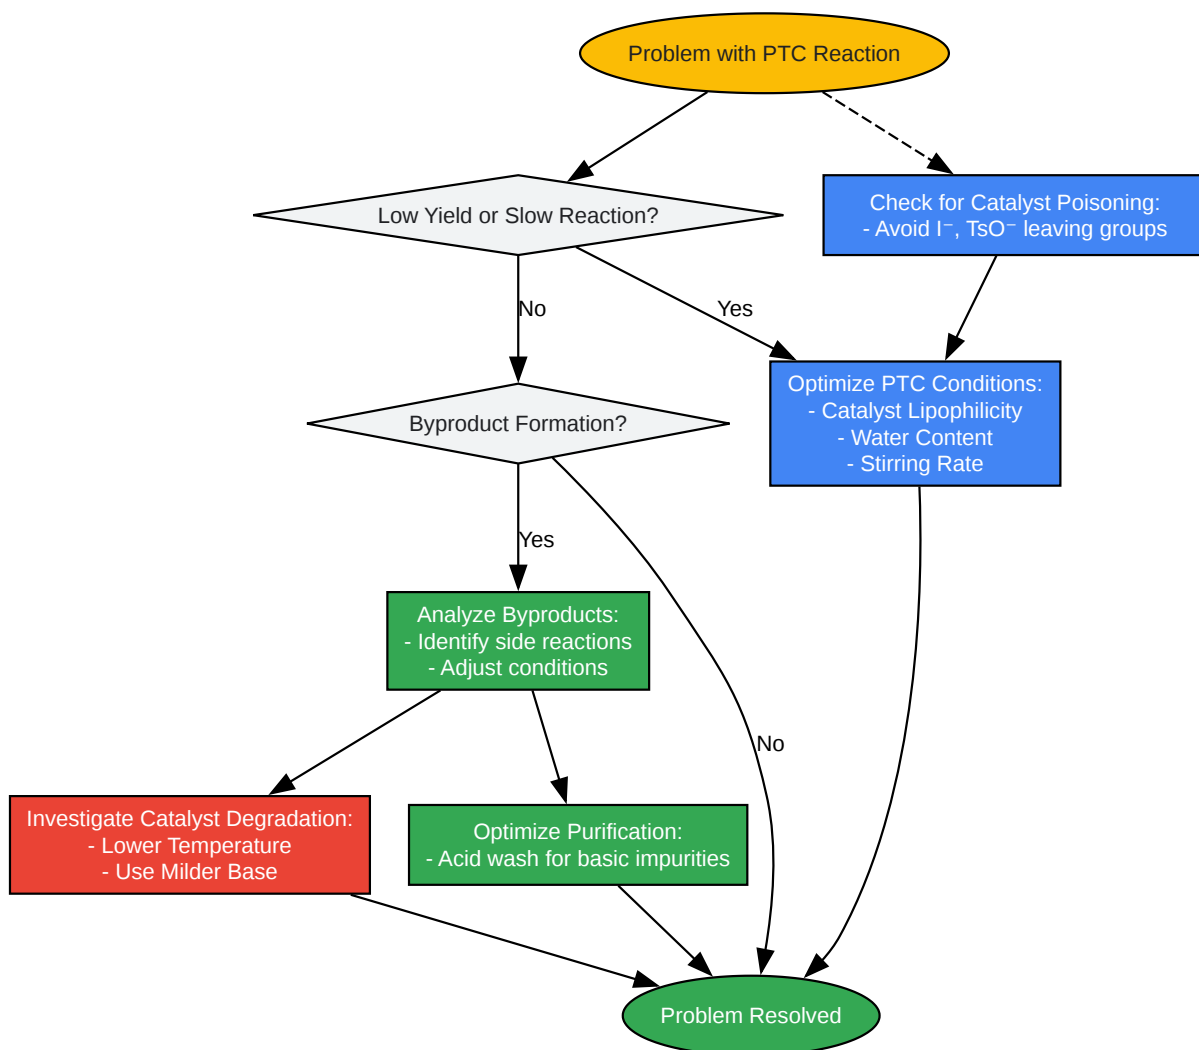 Problem with PTC Reaction
Low Yield or Slow Reaction?
Check for Catalyst Poisoning:
- Avoid I⁻, TsO⁻ leaving groups
No
Yes
Byproduct Formation?
Optimize PTC Conditions:
- Catalyst Lipophilicity
- Water Content
- Stirring Rate
Yes
Analyze Byproducts:
- Identify side reactions
- Adjust conditions
No
Investigate Catalyst Degradation:
- Lower Temperature
- Use Milder Base
Optimize Purification:
- Acid wash for basic impurities
Problem Resolved